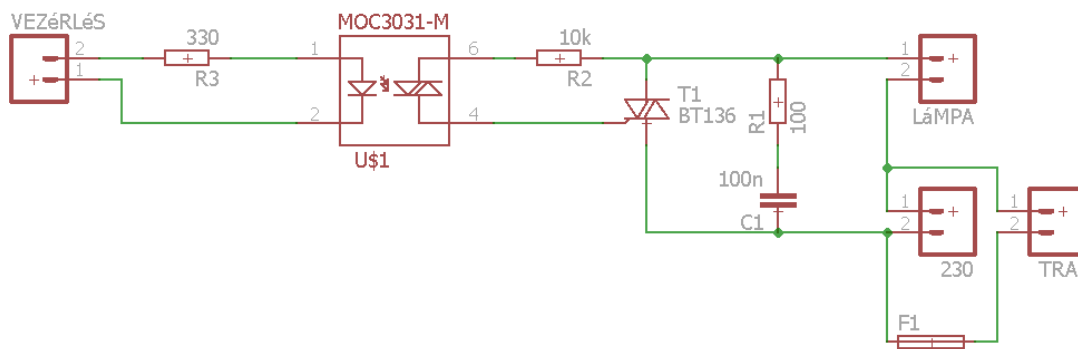 VEZéRLéS
2
+
1
330
R3
MOC3031-M
1
2
6
4
U$1
10k
R2
T1
BT136
R1
100
100n
C1
1
+
2
LáMPA
1
+
2
230
1
+
2
TRA
F1